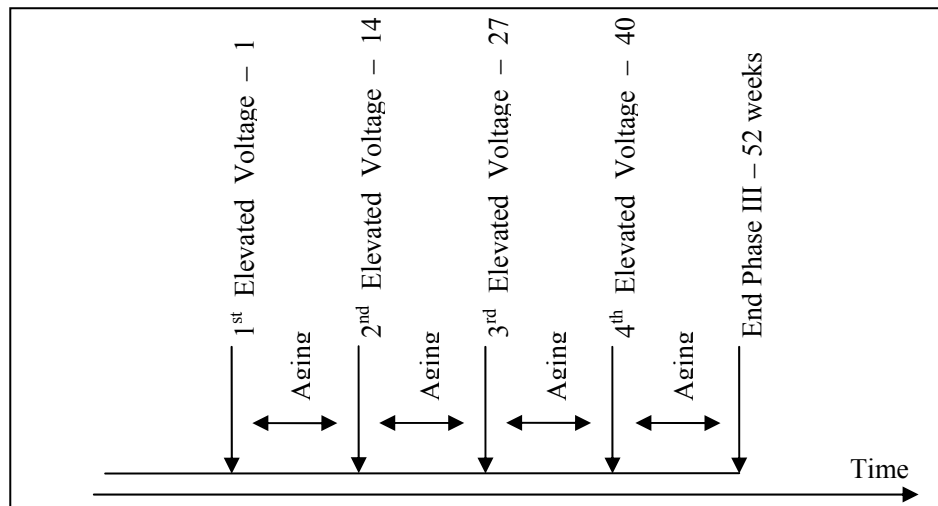 1st Elevated Voltage – 1
2nd Elevated Voltage – 14
3rd Elevated Voltage – 27
4th Elevated Voltage – 40
End Phase III – 52 weeks
Aging
Aging
Aging
Aging
Time